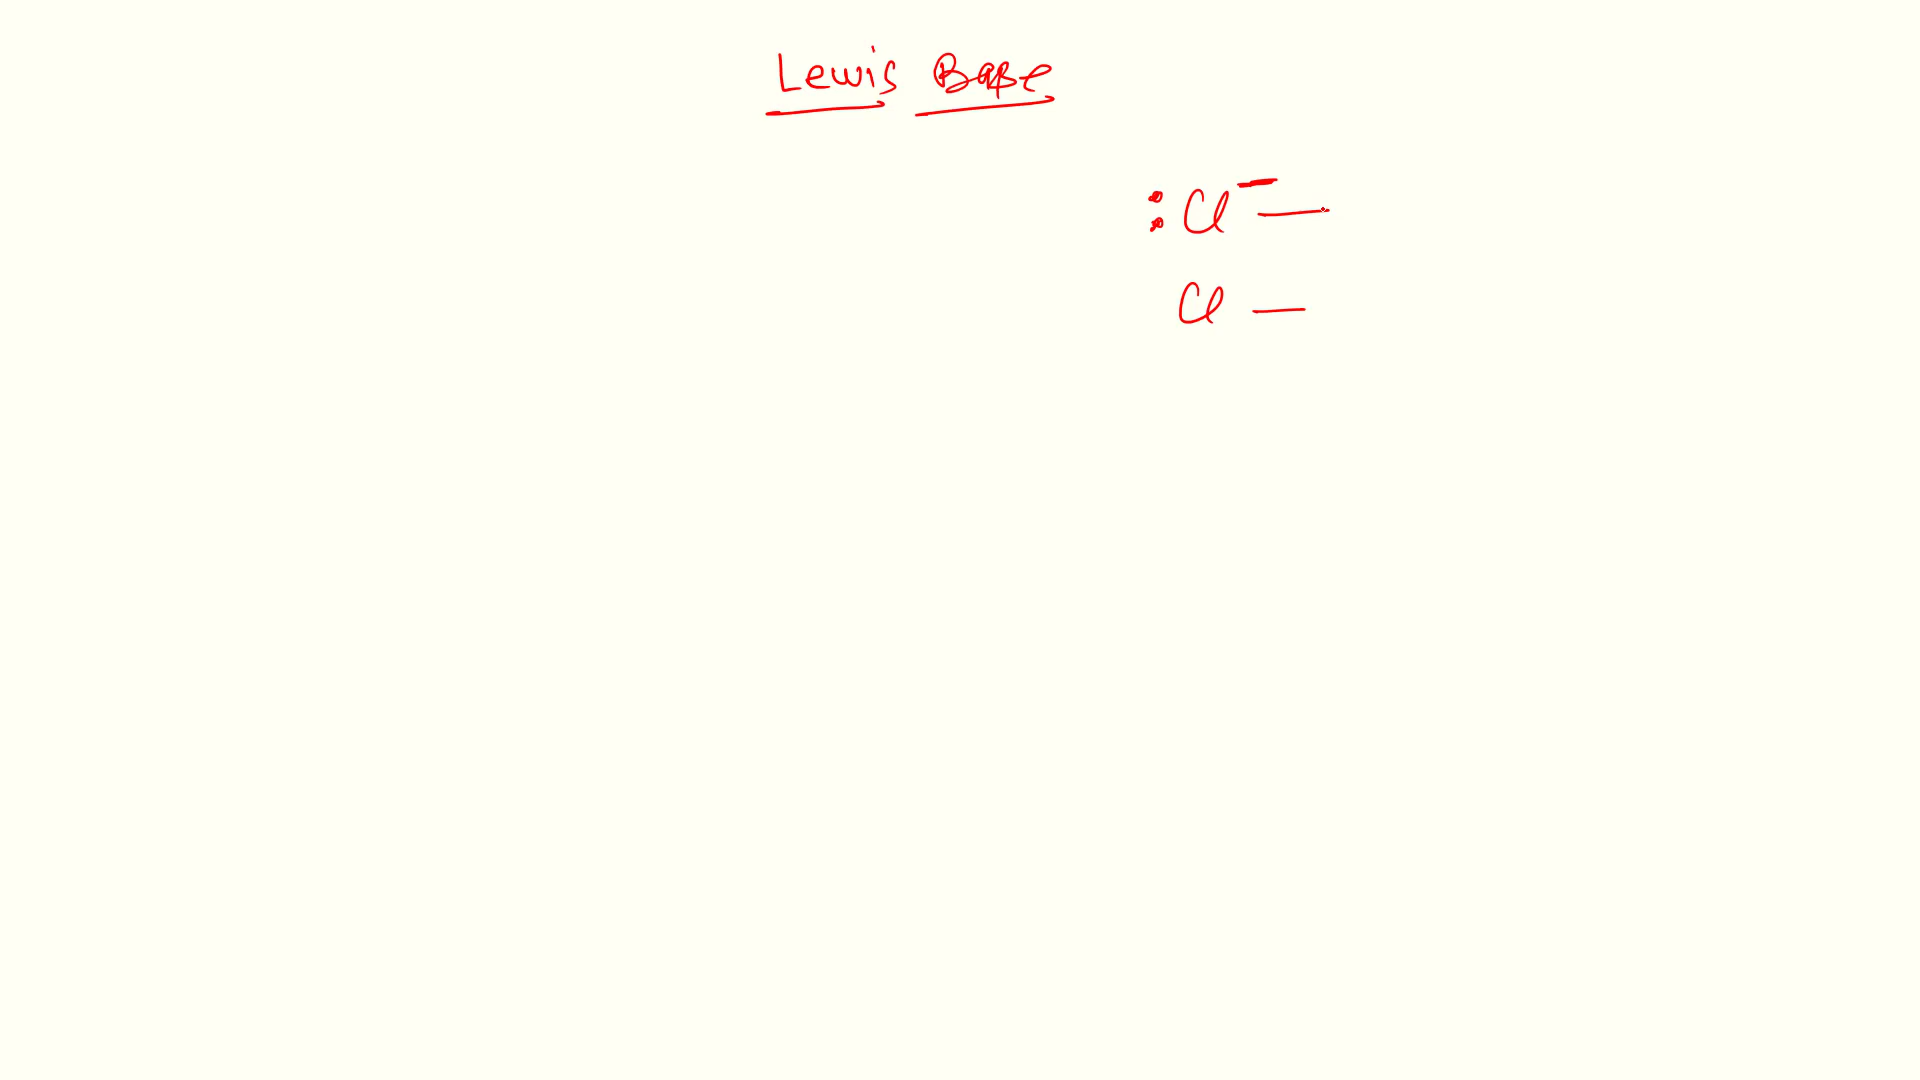 Lewis Base
:Cl⁻ —
Cl —